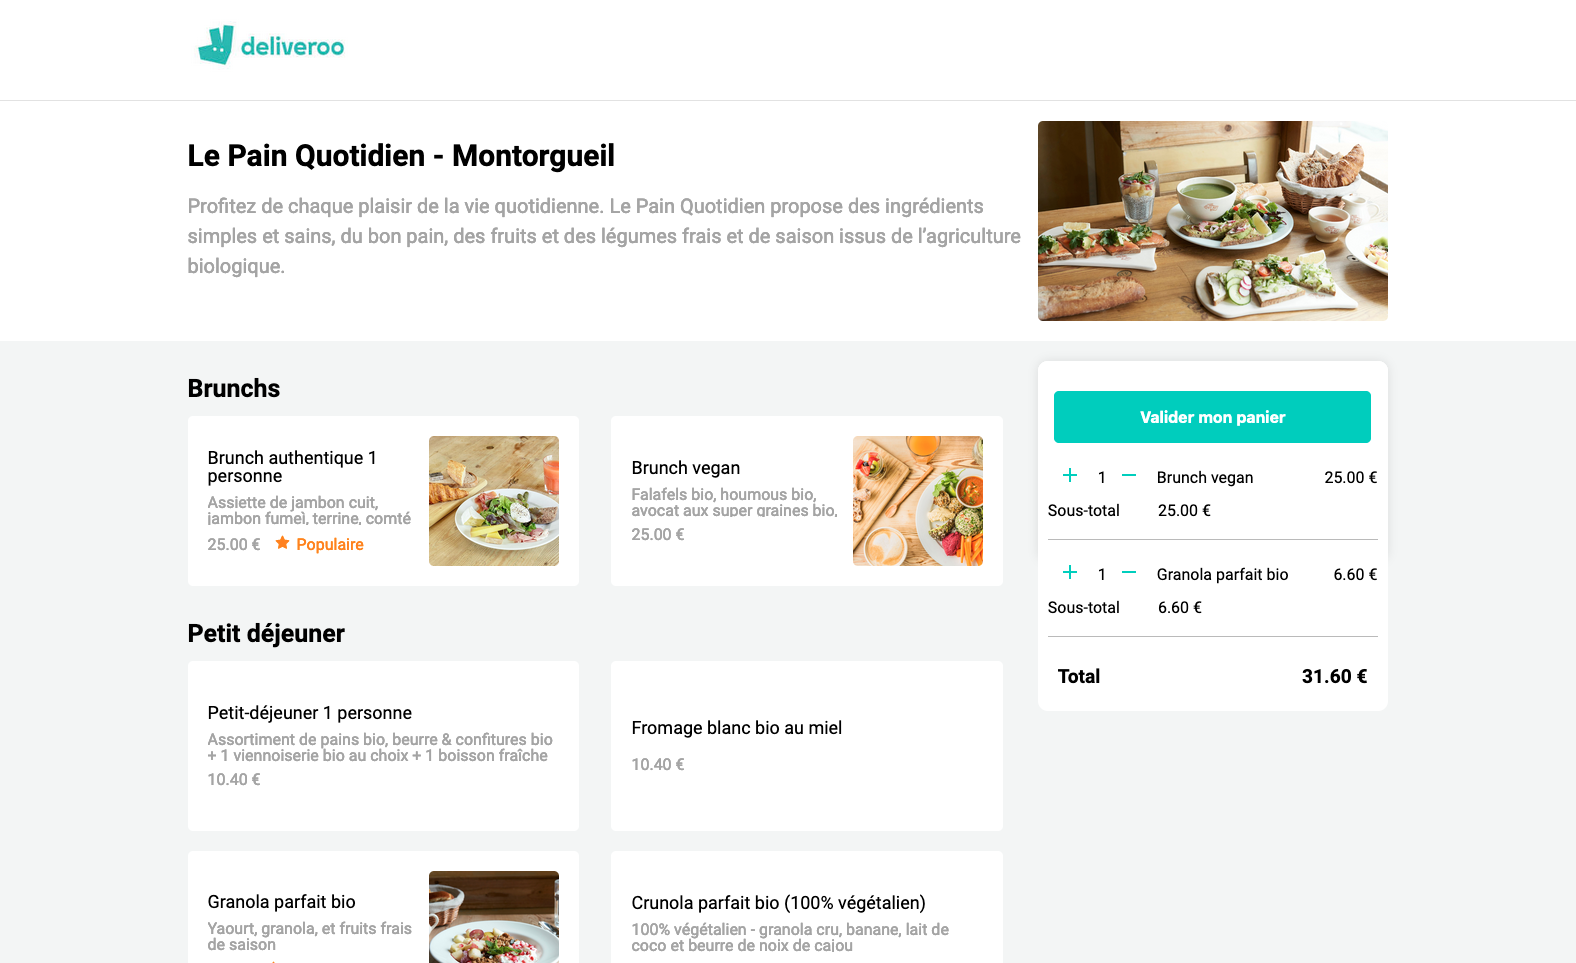 deliveroo
Le Pain Quotidien - Montorgueil
Profitez de chaque plaisir de la vie quotidienne. Le Pain Quotidien propose des ingrédients
simples et sains, du bon pain, des fruits et des légumes frais et de saison issus de l’agriculture
biologique.
Brunchs
Brunch authentique 1
personne
Assiette de jambon cuit,
jambon fumeì, terrine, comté
25.00 €
Populaire
Brunch vegan
Falafels bio, houmous bio,
avocat aux super graines bio,
25.00 €
Petit déjeuner
Petit-déjeuner 1 personne
Assortiment de pains bio, beurre & confitures bio
+ 1 viennoiserie bio au choix + 1 boisson fraîche
10.40 €
Fromage blanc bio au miel
10.40 €
Granola parfait bio
Yaourt, granola, et fruits frais
de saison
Crunola parfait bio (100% végétalien)
100% végétalien - granola cru, banane, lait de
coco et beurre de noix de cajou
Valider mon panier
+ 1 − Brunch vegan 25.00 €
Sous-total 25.00 €
+ 1 − Granola parfait bio 6.60 €
Sous-total 6.60 €
Total 31.60 €